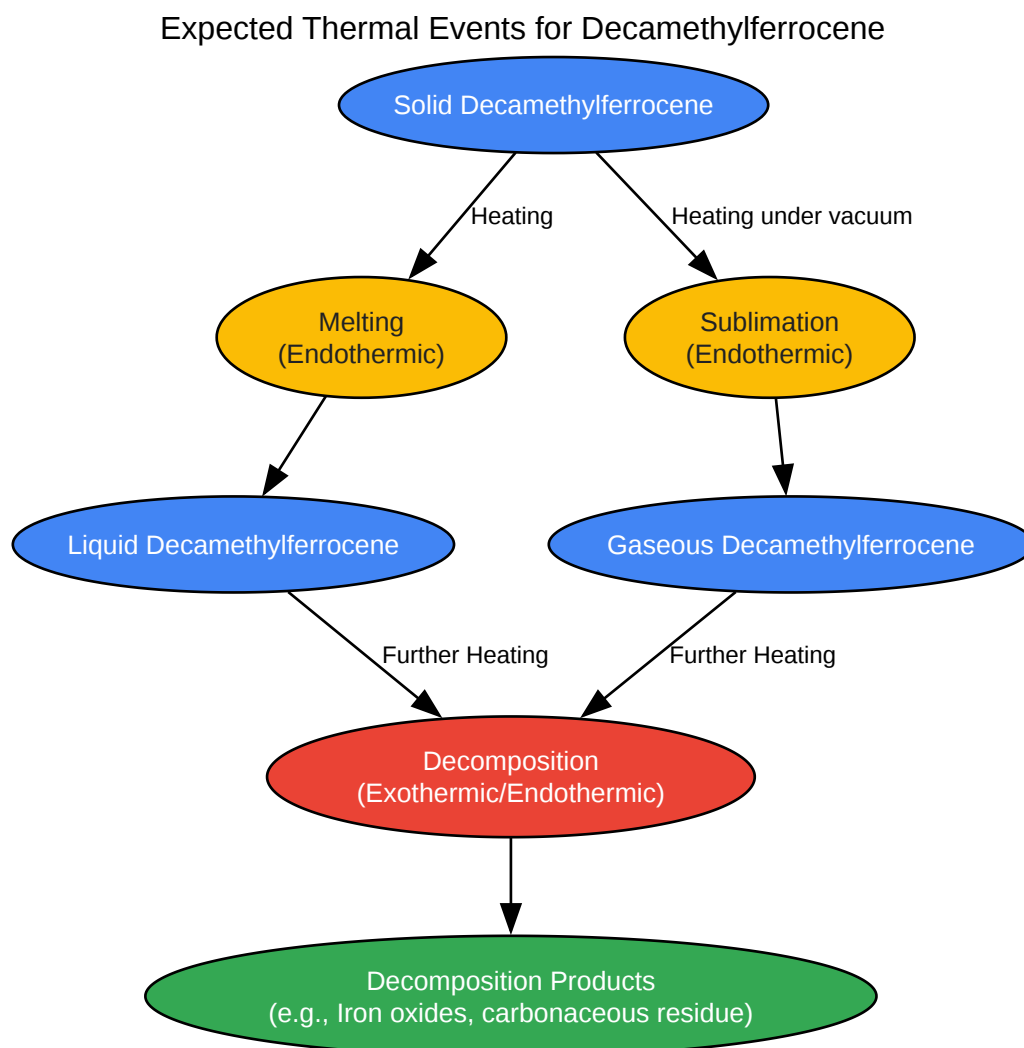 Expected Thermal Events for Decamethylferrocene
Solid Decamethylferrocene
Heating
Heating under vacuum
Melting
(Endothermic)
Sublimation
(Endothermic)
Liquid Decamethylferrocene
Gaseous Decamethylferrocene
Further Heating
Further Heating
Decomposition
(Exothermic/Endothermic)
Decomposition Products
(e.g., Iron oxides, carbonaceous residue)